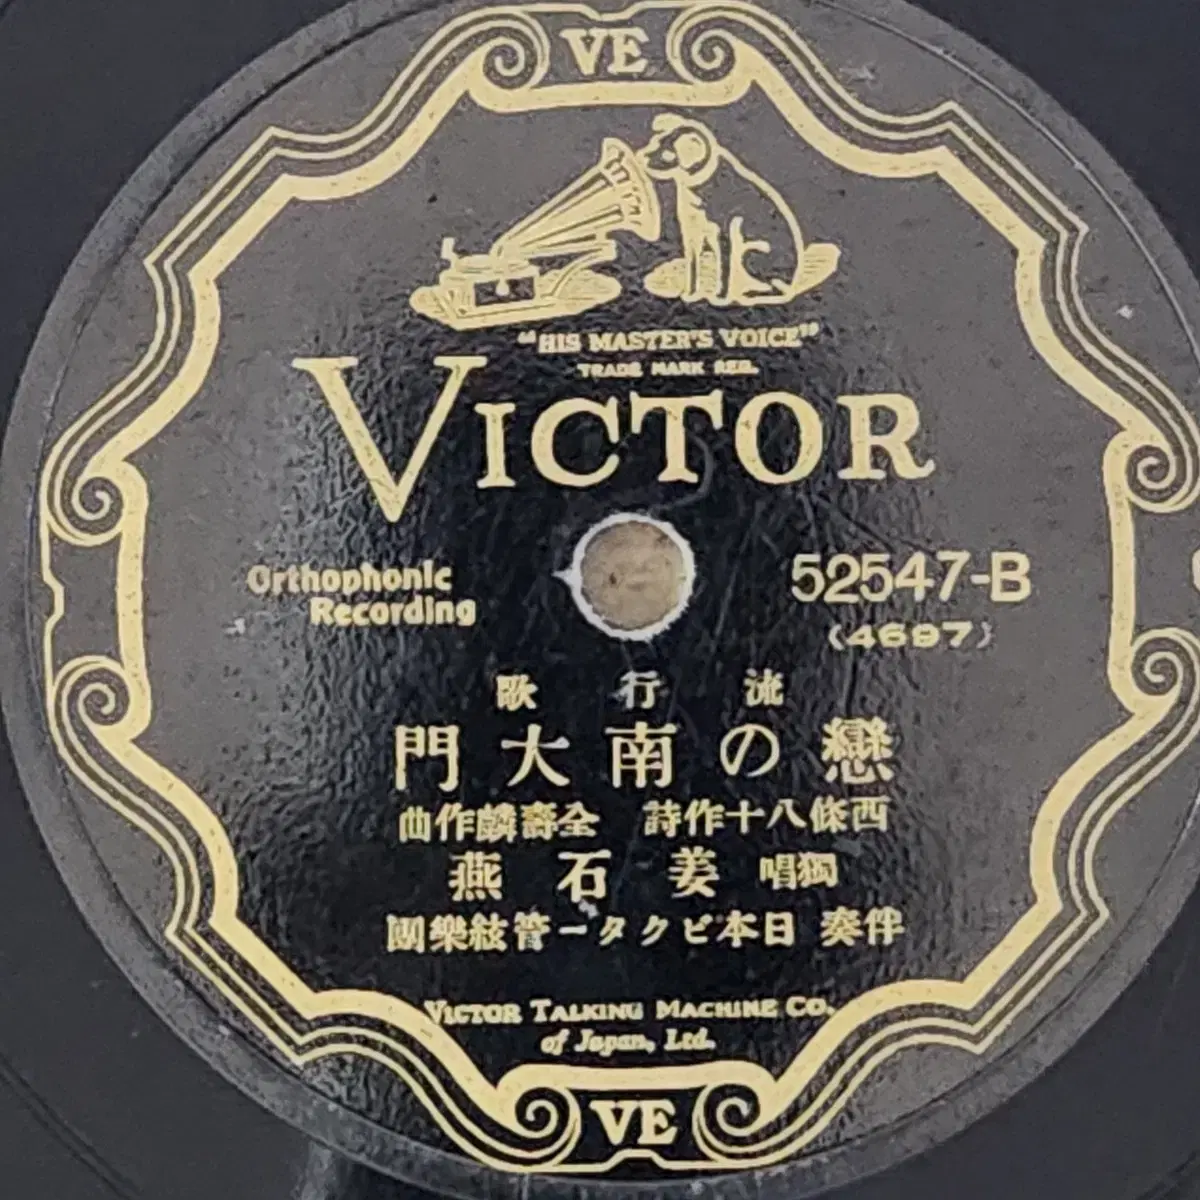 VE
"HIS MASTER'S VOICE"
TRADE MARK REG.
VICTOR
Orthophonic
Recording
52547-B
(4697)
流行歌
戀の南大門
西條八十作詩 全壽麟作曲
獨唱 姜石燕
伴奏 日本ビクター管絃樂團
VICTOR TALKING MACHINE CO.
of Japan, Ltd.
VE